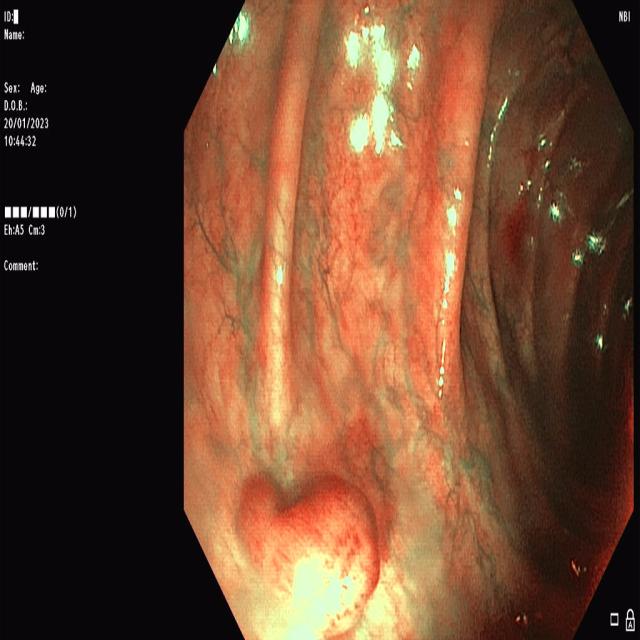 ID:
NBI
Name:
Sex: Age:
D.O.B.:
20/01/2023
10:44:32
■■■/■■■(0/1)
Eh:A5 Cm:3
Comment:
A